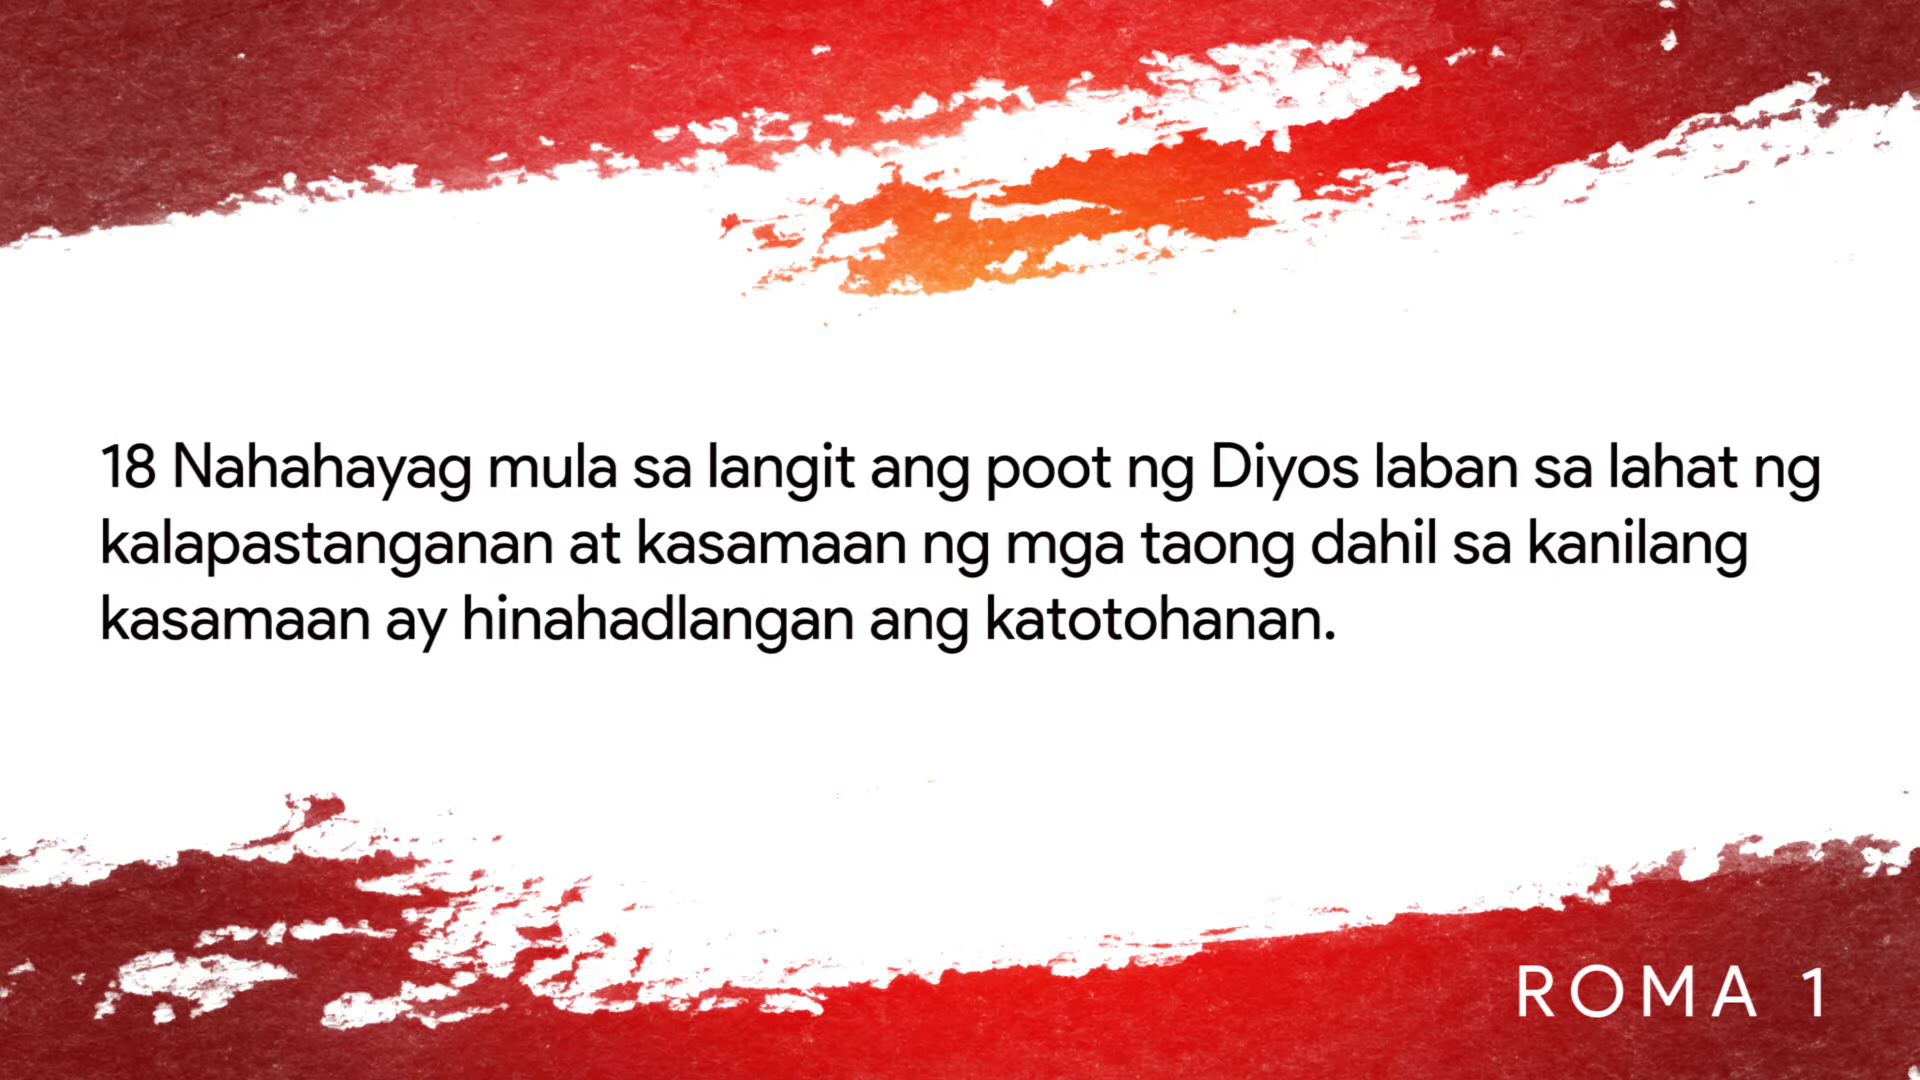 18 Nahahayag mula sa langit ang poot ng Diyos laban sa lahat ng
kalapastanganan at kasamaan ng mga taong dahil sa kanilang
kasamaan ay hinahadlangan ang katotohanan.
ROMA 1